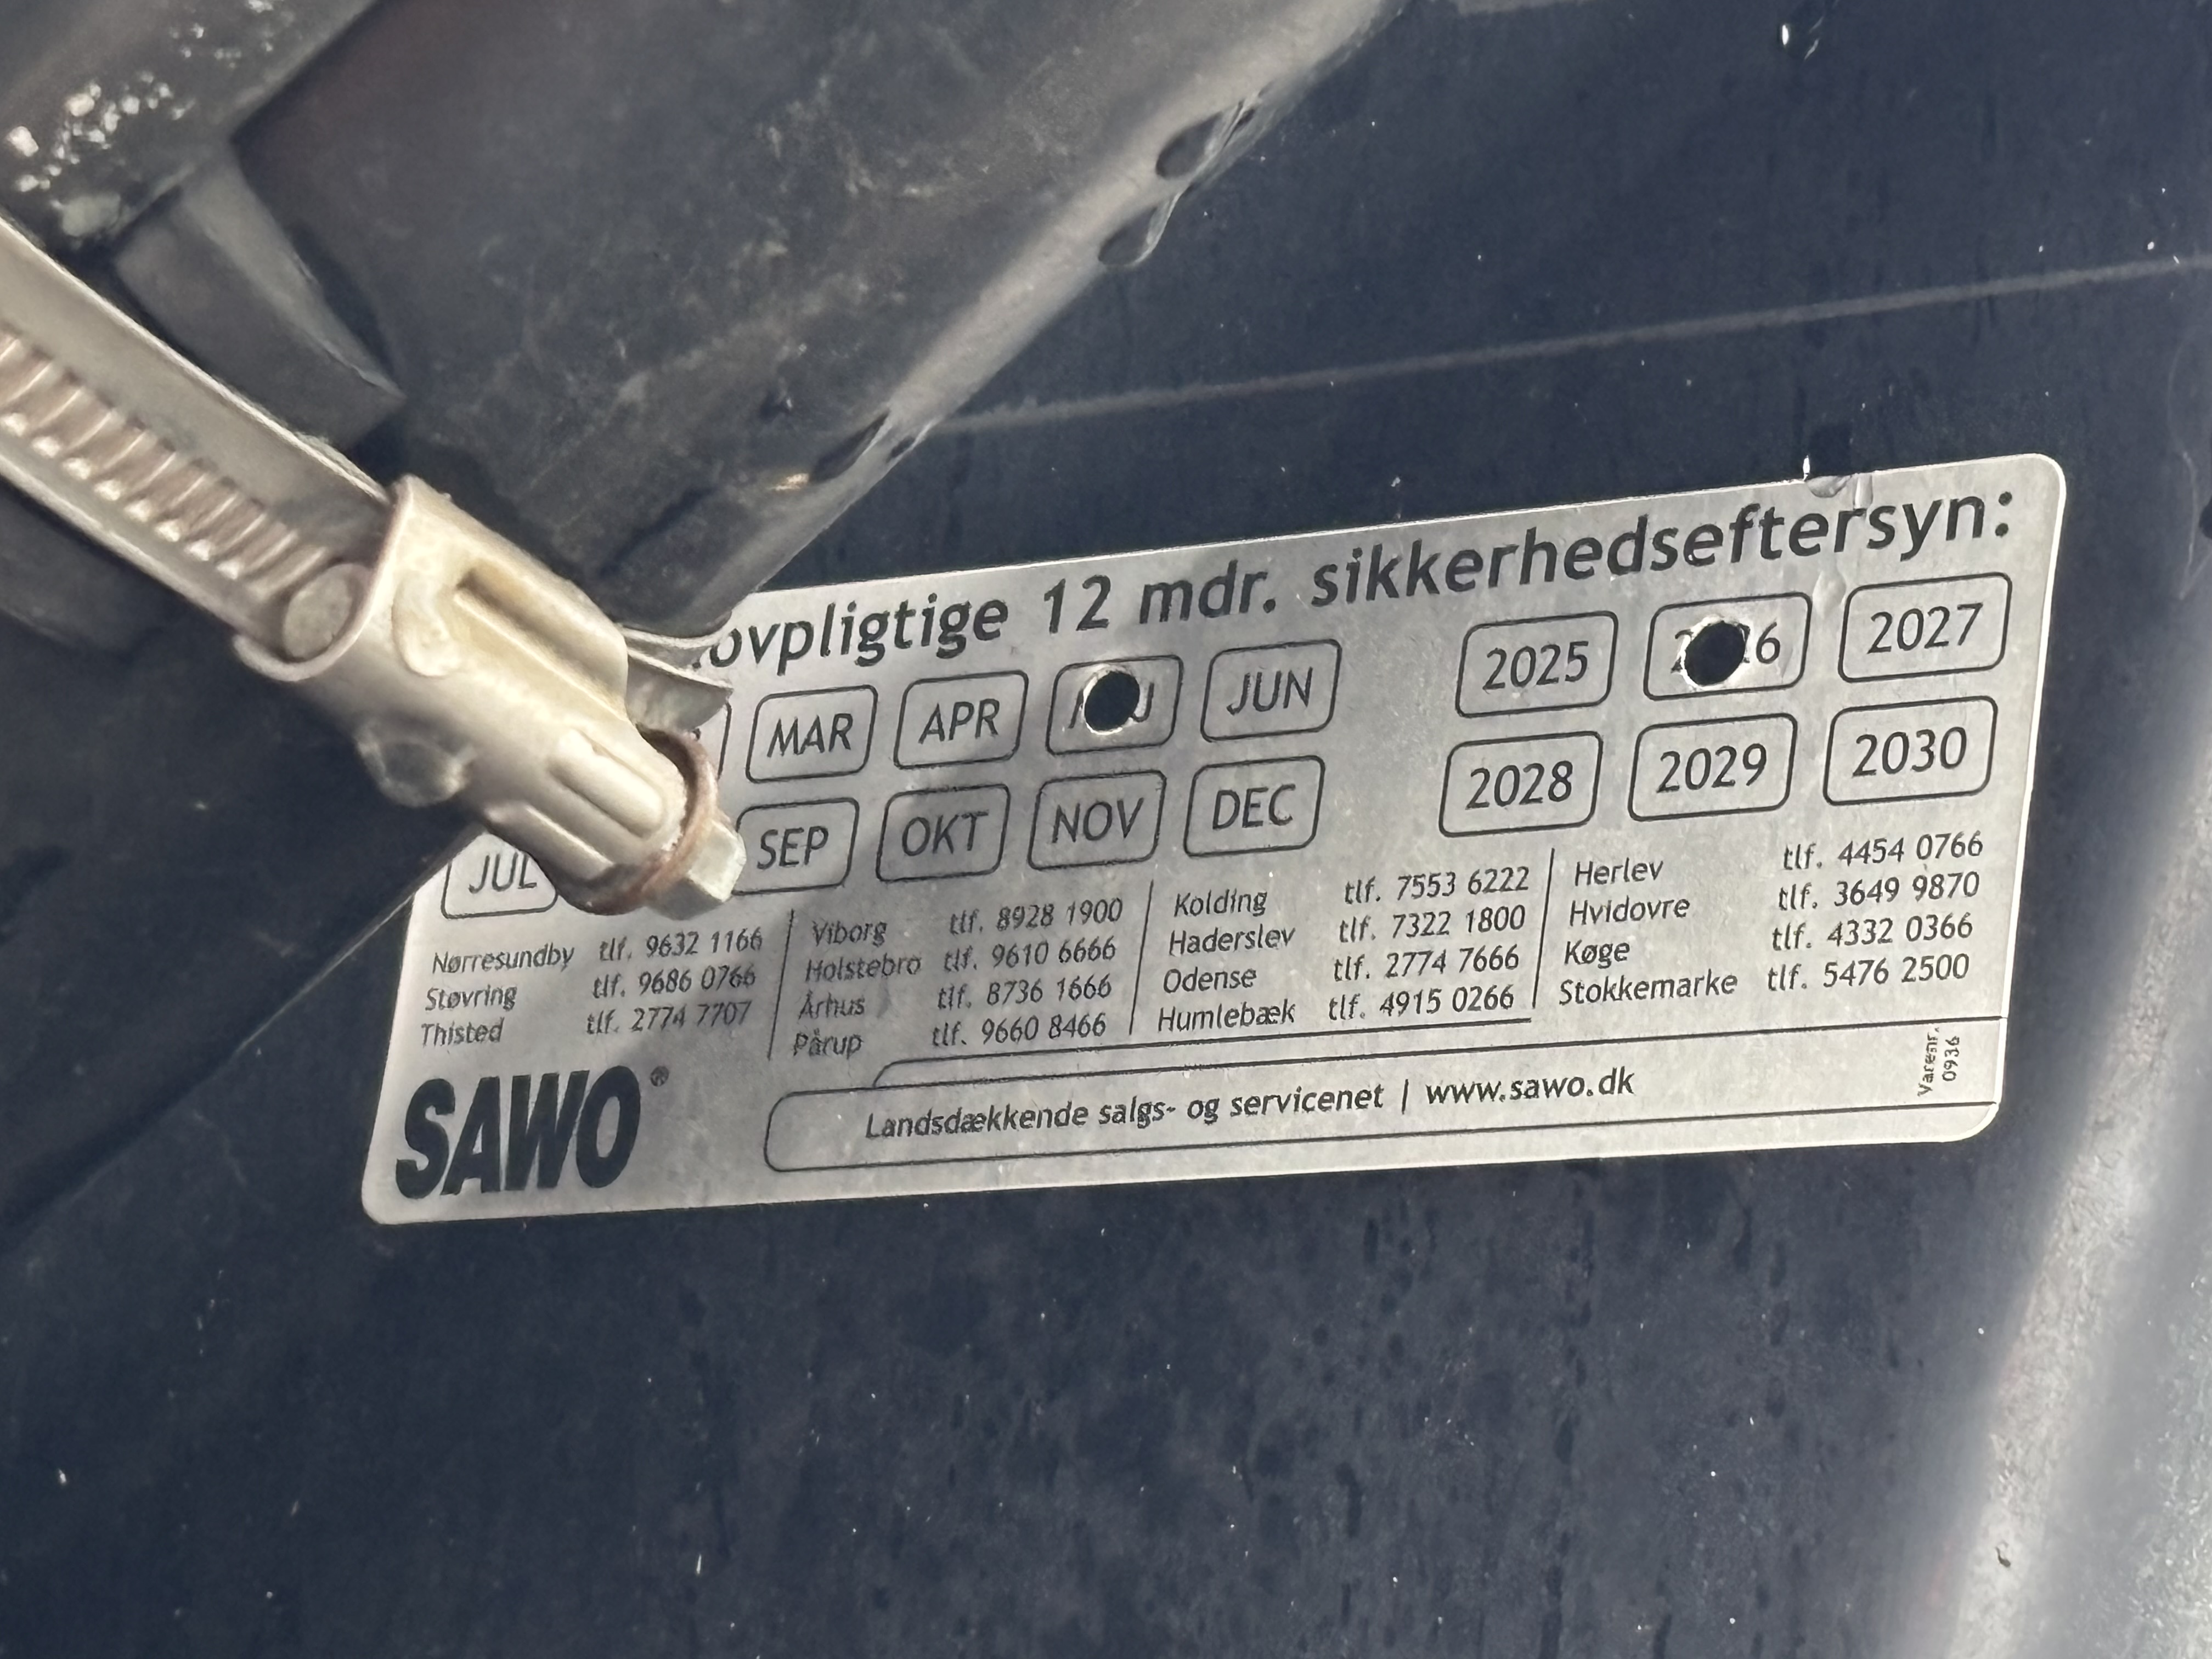 12 mdr. sikkerhedseftersyn:
MAR APR JUN 2025 2027
SEP OKT NOV DEC 2028 2029 2030
JUL
Nørresundby tlf. 9632 1166
Støvring tlf. 9686 0766
Thisted tlf. 2774 7707
Viborg tlf. 8928 1900
Holstebro tlf. 9610 6666
Århus tlf. 8736 1666
Pårup tlf. 9660 8466
Kolding tlf. 7553 6222
Haderslev tlf. 7322 1800
Odense tlf. 2774 7666
Humlebæk tlf. 4915 0266
Herlev tlf. 4454 0766
Hvidovre tlf. 3649 9870
Køge tlf. 4332 0366
Stokkemarke tlf. 5476 2500
SAWO®
Landsdækkende salgs- og servicenet | www.sawo.dk
Varenr.
0936